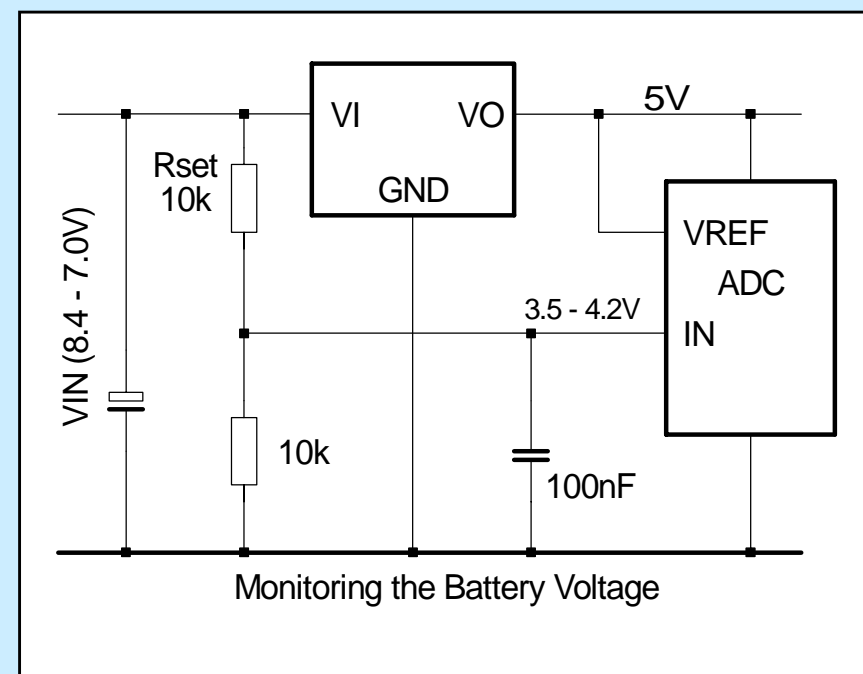 VI
VO
5V
Rset
10k
GND
VREF
ADC
VIN (8.4 - 7.0V)
3.5 - 4.2V
IN
10k
100nF
Monitoring the Battery Voltage